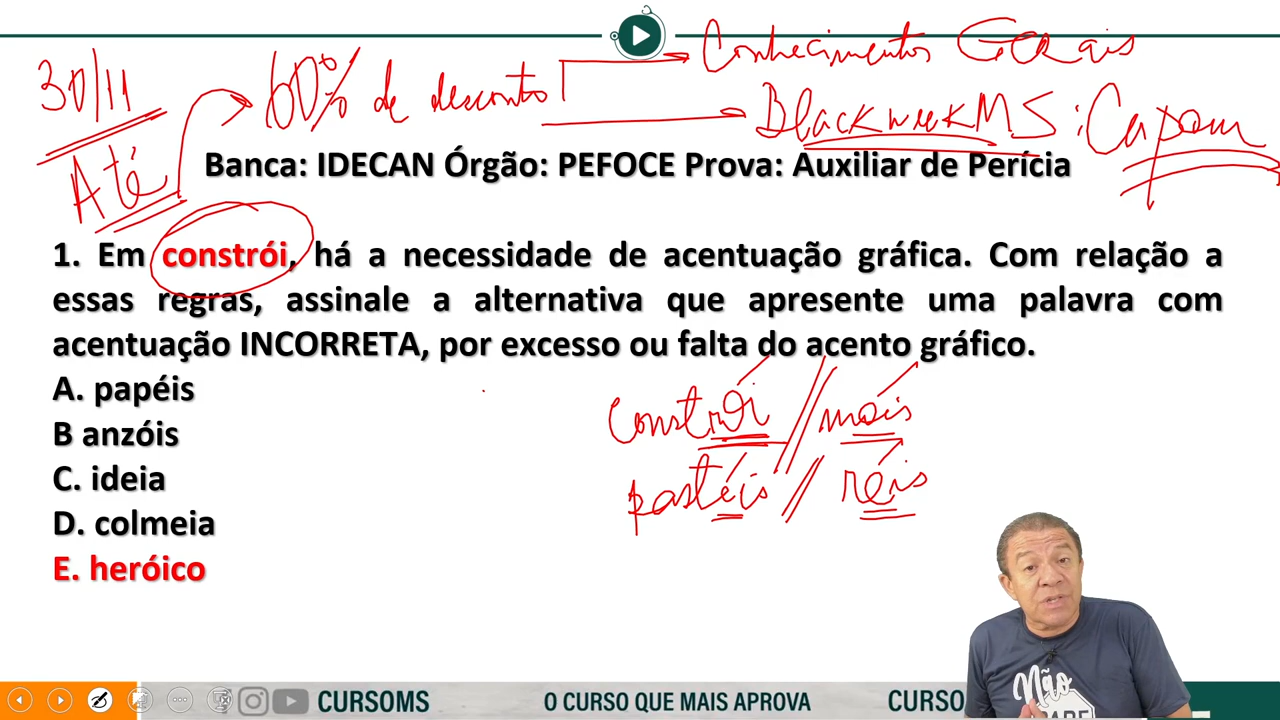 Conhecimentos Gerais
30/11
60% de desconto
BlackweekMS : Cupom
Até
Banca: IDECAN Órgão: PEFOCE Prova: Auxiliar de Perícia
1. Em constrói, há a necessidade de acentuação gráfica. Com relação a
essas regras, assinale a alternativa que apresente uma palavra com
acentuação INCORRETA, por excesso ou falta do acento gráfico.
A. papéis
B anzóis
C. ideia
D. colmeia
E. heróico
constrói // móis
pastéis // réis
Não
CURSOMS
O CURSO QUE MAIS APROVA
CURSO